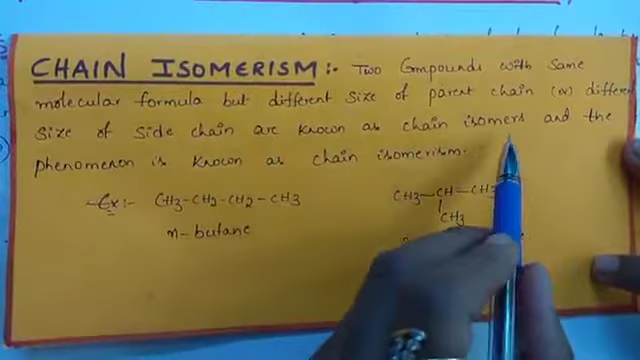 CHAIN ISOMERISM :- Two Compounds with Same
molecular formula but different size of parent chain (or) differen
size of side chain are known as chain isomers and the
phenomenon is known as chain isomerism.
Ex:- CH3-CH2-CH2-CH3 CH3-CH-CH3
CH3
n-butane